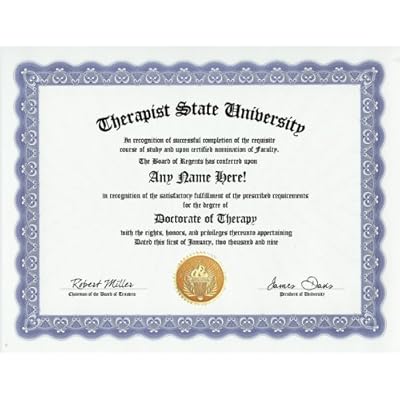 Therapist State University
In recognition of successful completion of the requisite
course of study and upon certified nomination of Faculty.
The Board of Regents has conferred upon
Any Name Here!
in recognition of the satisfactory fulfillment of the prescribed requirements
for the degree of
Doctorate of Therapy
with the rights, honors, and privileges thereunto appertaining
Dated this first of January, two thousand and nine
Robert Miller
Chairman of the Board of Trustees
James Oaks
President of University